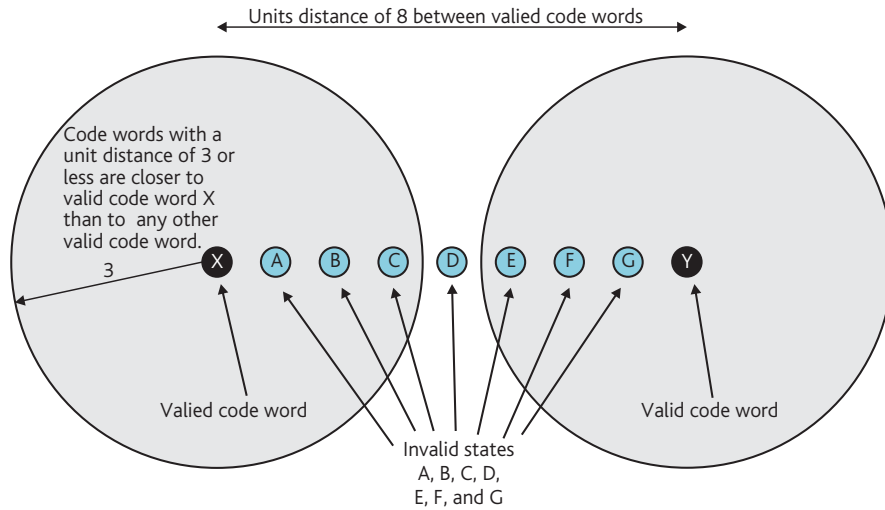 Units distance of 8 between valied code words
Code words with a
unit distance of 3 or
less are closer to
valid code word X
than to any other
valid code word.
3
X A B C D E F G Y
Valied code word
Valid code word
Invalid states
A, B, C, D,
E, F, and G